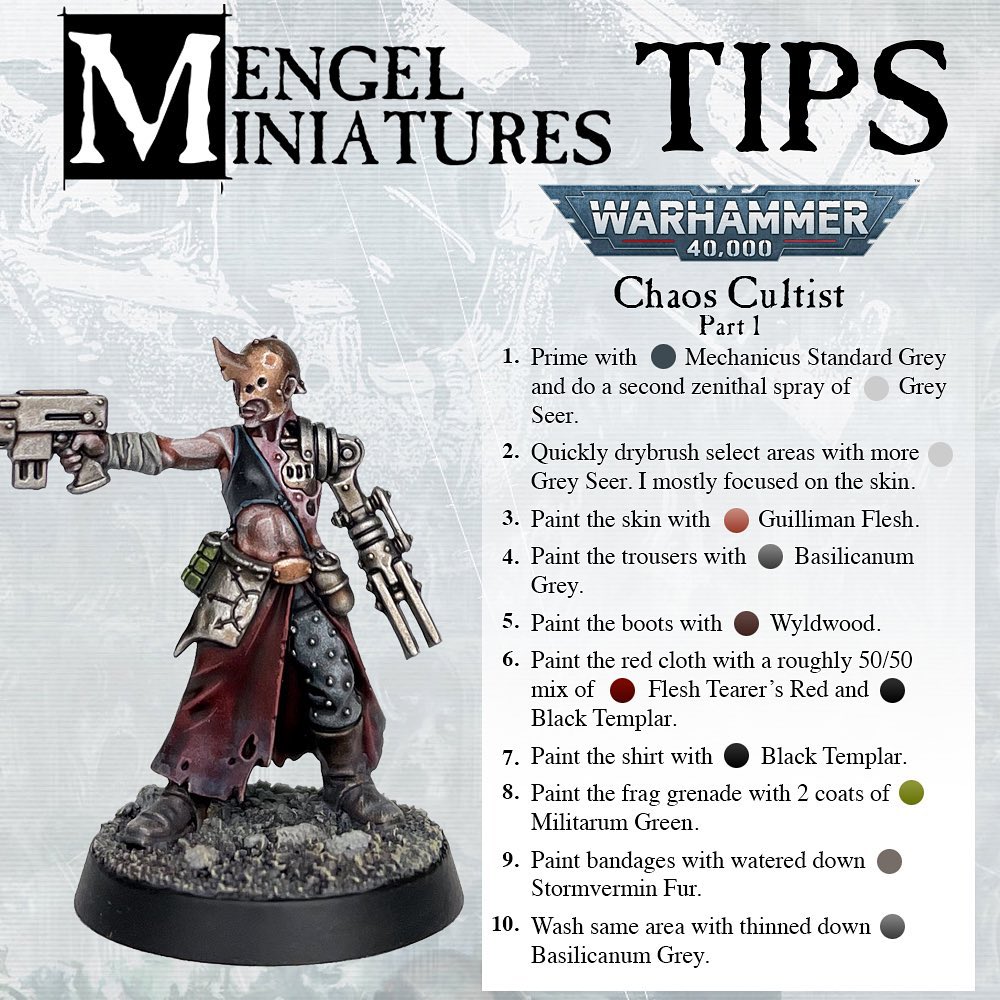 MENGEL
MINIATURES
TIPS
WARHAMMER
™
40,000
Chaos Cultist
Part 1
1. Prime with Mechanicus Standard Grey
and do a second zenithal spray of Grey
Seer.
2. Quickly drybrush select areas with more
Grey Seer. I mostly focused on the skin.
3. Paint the skin with Guilliman Flesh.
4. Paint the trousers with Basilicanum
Grey.
5. Paint the boots with Wyldwood.
6. Paint the red cloth with a roughly 50/50
mix of Flesh Tearer’s Red and
Black Templar.
7. Paint the shirt with Black Templar.
8. Paint the frag grenade with 2 coats of
Militarum Green.
9. Paint bandages with watered down
Stormvermin Fur.
10. Wash same area with thinned down
Basilicanum Grey.